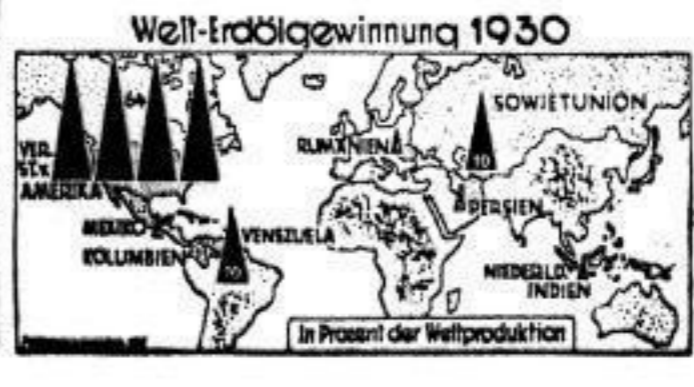 Welt-Erdölgewinnung 1930
64
SOWJETUNION
RUMÄNIEN
10
VER.
ST.v.
AMERIKA
PERSIEN
MEXIKO
VENEZUELA
KOLUMBIEN
10
NIEDERLD.
INDIEN
In Prozent der Weltproduktion